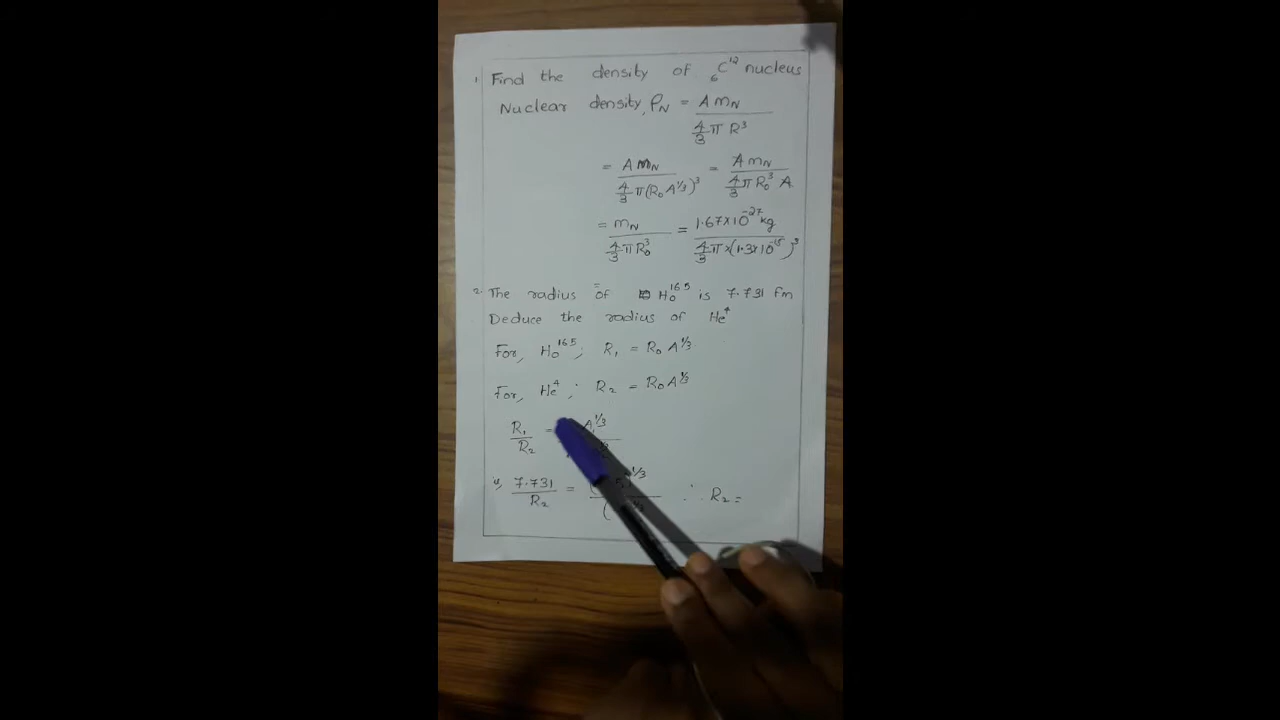 1. Find the density of ₆C¹² nucleus
Nuclear density, ρN = A mN / (4/3 π R³)
= A mN / (4/3 π (R₀ A^1/3)³) = A mN / (4/3 π R₀³ A)
= mN / (4/3 π R₀³) = 1.67×10⁻²⁷ kg / (4/3 π × (1.3×10⁻¹⁵)³)
2. The radius of Ho¹⁶⁵ is 7.731 Fm
Deduce the radius of He⁴
For, Ho¹⁶⁵; R₁ = R₀ A^1/3
For, He⁴; R₂ = R₀ A^1/3
R₁ / R₂ = A₁^1/3
7.731 / R₂ = ∴ R₂ =